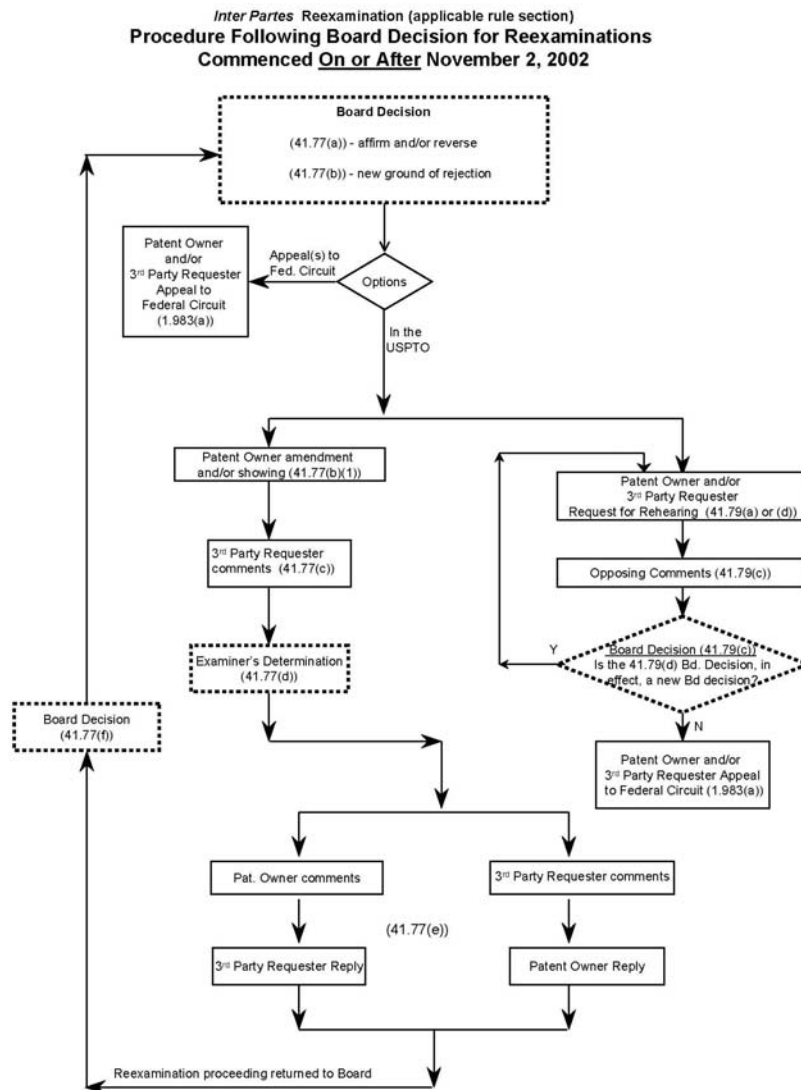 Inter Partes Reexamination (applicable rule section)
Procedure Following Board Decision for Reexaminations
Commenced On or After November 2, 2002
Board Decision
(41.77(a)) - affirm and/or reverse
(41.77(b)) - new ground of rejection
Patent Owner
and/or
3rd Party Requester
Appeal to
Federal Circuit
(1.983(a))
Appeal(s) to
Fed. Circuit
Options
In the
USPTO
Patent Owner amendment
and/or showing (41.77(b)(1))
Patent Owner and/or
3rd Party Requester
Request for Rehearing (41.79(a) or (d))
3rd Party Requester
comments (41.77(c))
Opposing Comments (41.79(c))
Examiner's Determination
(41.77(d))
Y
Board Decision (41.79(c))
Is the 41.79(d) Bd. Decision, in
effect, a new Bd decision?
N
Board Decision
(41.77(f))
Patent Owner and/or
3rd Party Requester Appeal
to Federal Circuit (1.983(a))
Pat. Owner comments
3rd Party Requester comments
(41.77(e))
3rd Party Requester Reply
Patent Owner Reply
Reexamination proceeding returned to Board